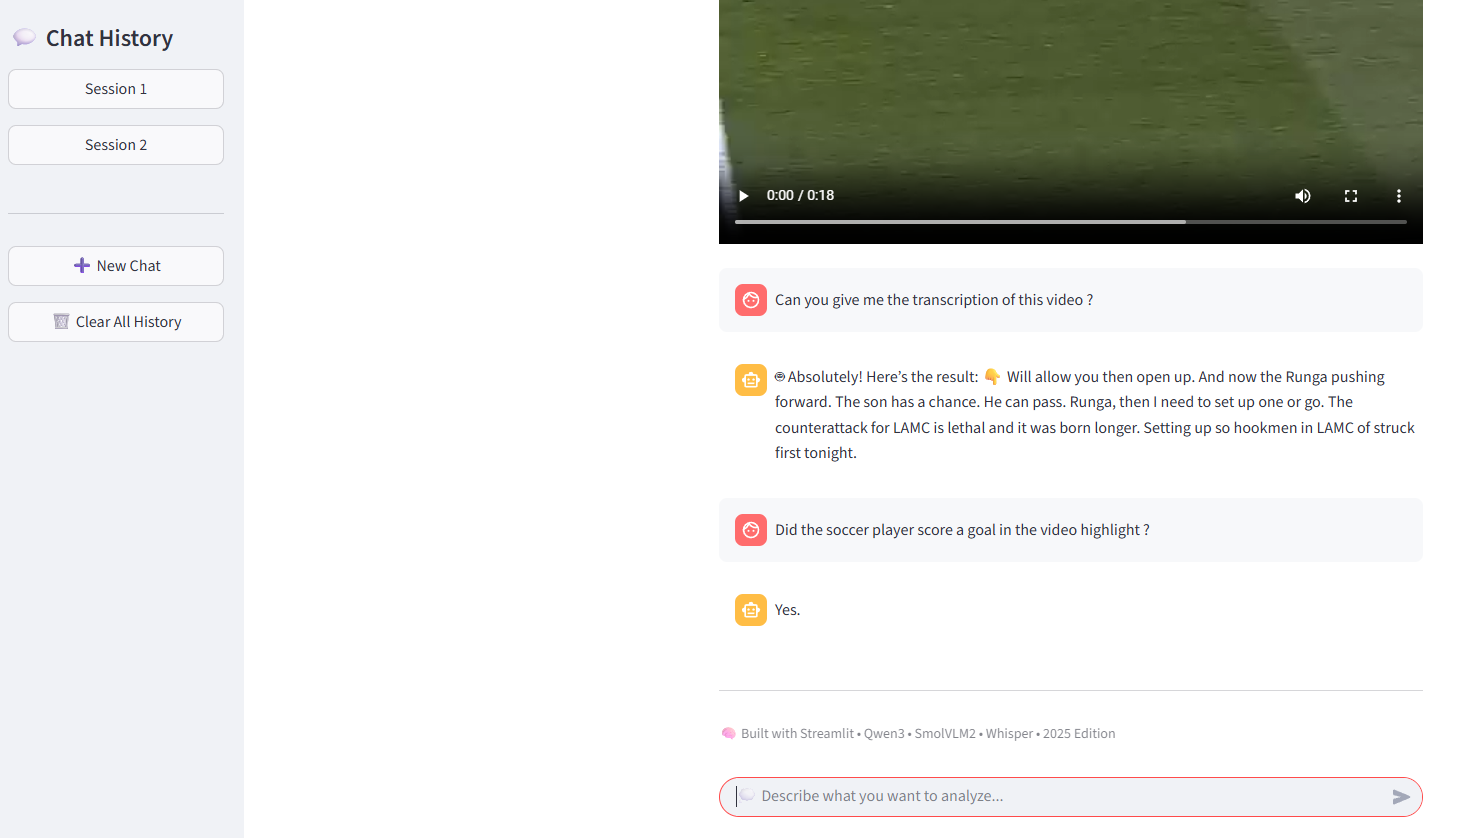 Chat History
Session 1
Session 2
New Chat
Clear All History
0:00 / 0:18
Can you give me the transcription of this video ?
Absolutely! Here’s the result: 👇 Will allow you then open up. And now the Runga pushing
forward. The son has a chance. He can pass. Runga, then I need to set up one or go. The
counterattack for LAMC is lethal and it was born longer. Setting up so hookmen in LAMC of struck
first tonight.
Did the soccer player score a goal in the video highlight ?
Yes.
Built with Streamlit • Qwen3 • SmolVLM2 • Whisper • 2025 Edition
Describe what you want to analyze...